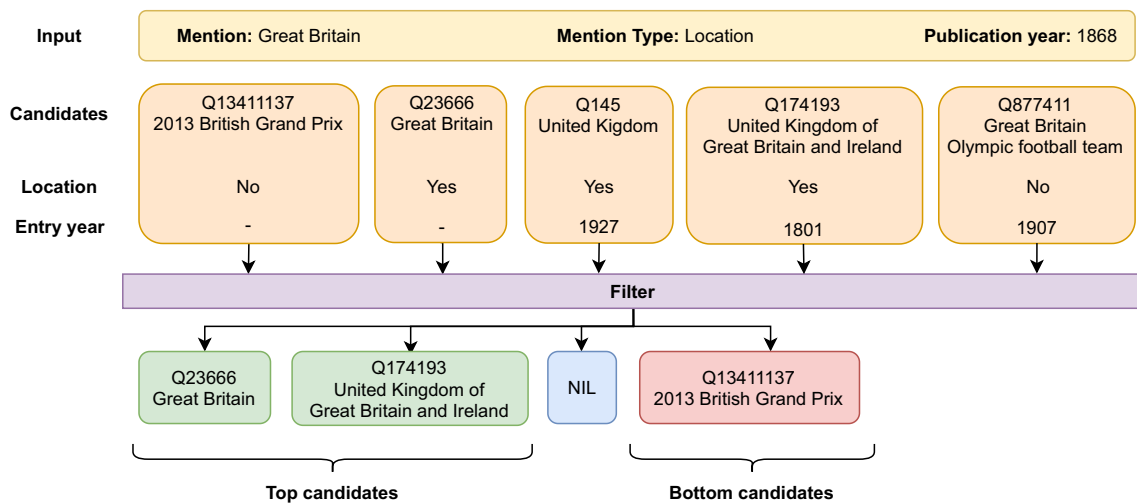 Input
Mention: Great Britain
Mention Type: Location
Publication year: 1868
Candidates
Q13411137
2013 British Grand Prix
Q23666
Great Britain
Q145
United Kigdom
Q174193
United Kingdom of
Great Britain and Ireland
Q877411
Great Britain
Olympic football team
Location
No
Yes
Yes
Yes
No
Entry year
-
-
1927
1801
1907
Filter
Q23666
Great Britain
Q174193
United Kingdom of
Great Britain and Ireland
NIL
Q13411137
2013 British Grand Prix
Top candidates
Bottom candidates